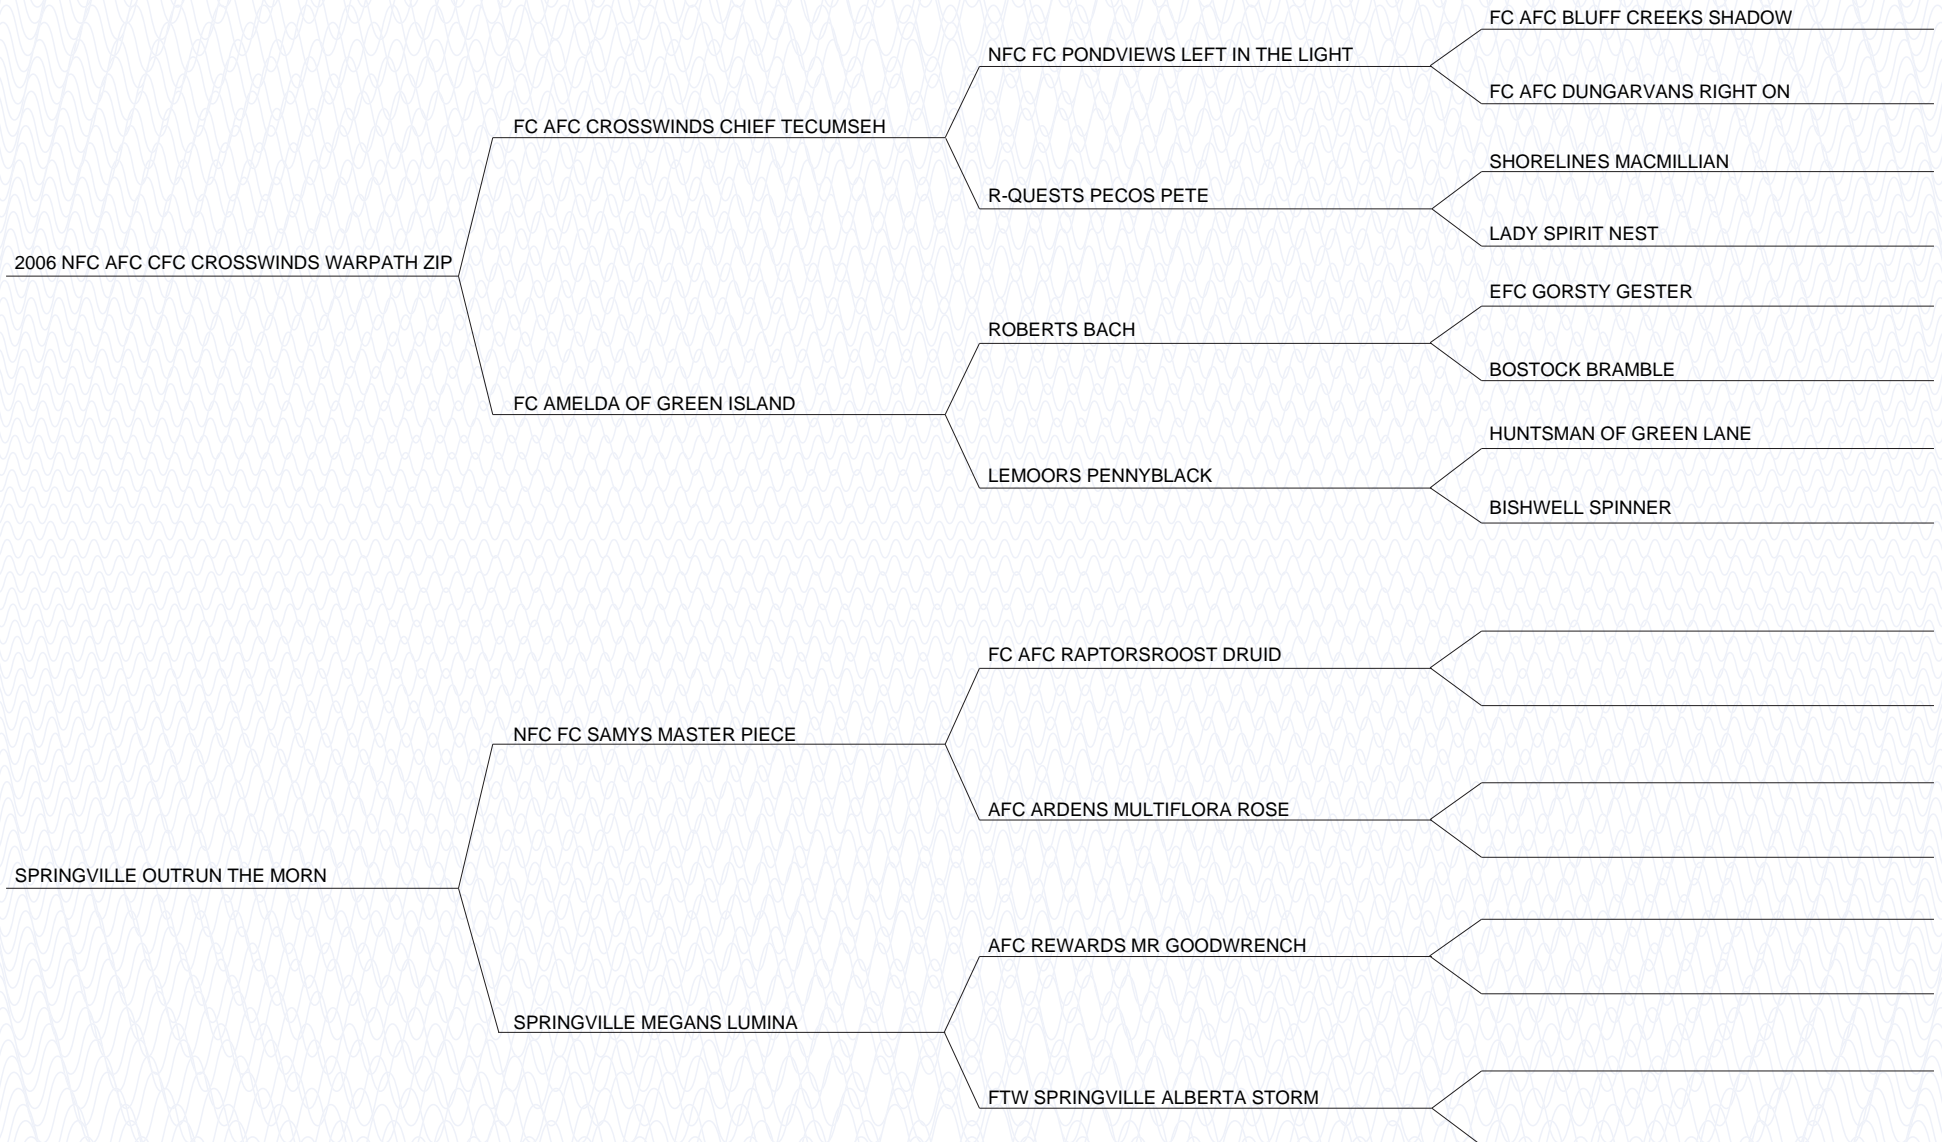 FC AFC BLUFF CREEKS SHADOW
NFC FC PONDVIEWS LEFT IN THE LIGHT
FC AFC DUNGARVANS RIGHT ON
FC AFC CROSSWINDS CHIEF TECUMSEH
SHORELINES MACMILLIAN
R-QUESTS PECOS PETE
LADY SPIRIT NEST
2006 NFC AFC CFC CROSSWINDS WARPATH ZIP
EFC GORSTY GESTER
ROBERTS BACH
BOSTOCK BRAMBLE
FC AMELDA OF GREEN ISLAND
HUNTSMAN OF GREEN LANE
LEMOORS PENNYBLACK
BISHWELL SPINNER
FC AFC RAPTORSROOST DRUID
NFC FC SAMYS MASTER PIECE
AFC ARDENS MULTIFLORA ROSE
SPRINGVILLE OUTRUN THE MORN
AFC REWARDS MR GOODWRENCH
SPRINGVILLE MEGANS LUMINA
FTW SPRINGVILLE ALBERTA STORM